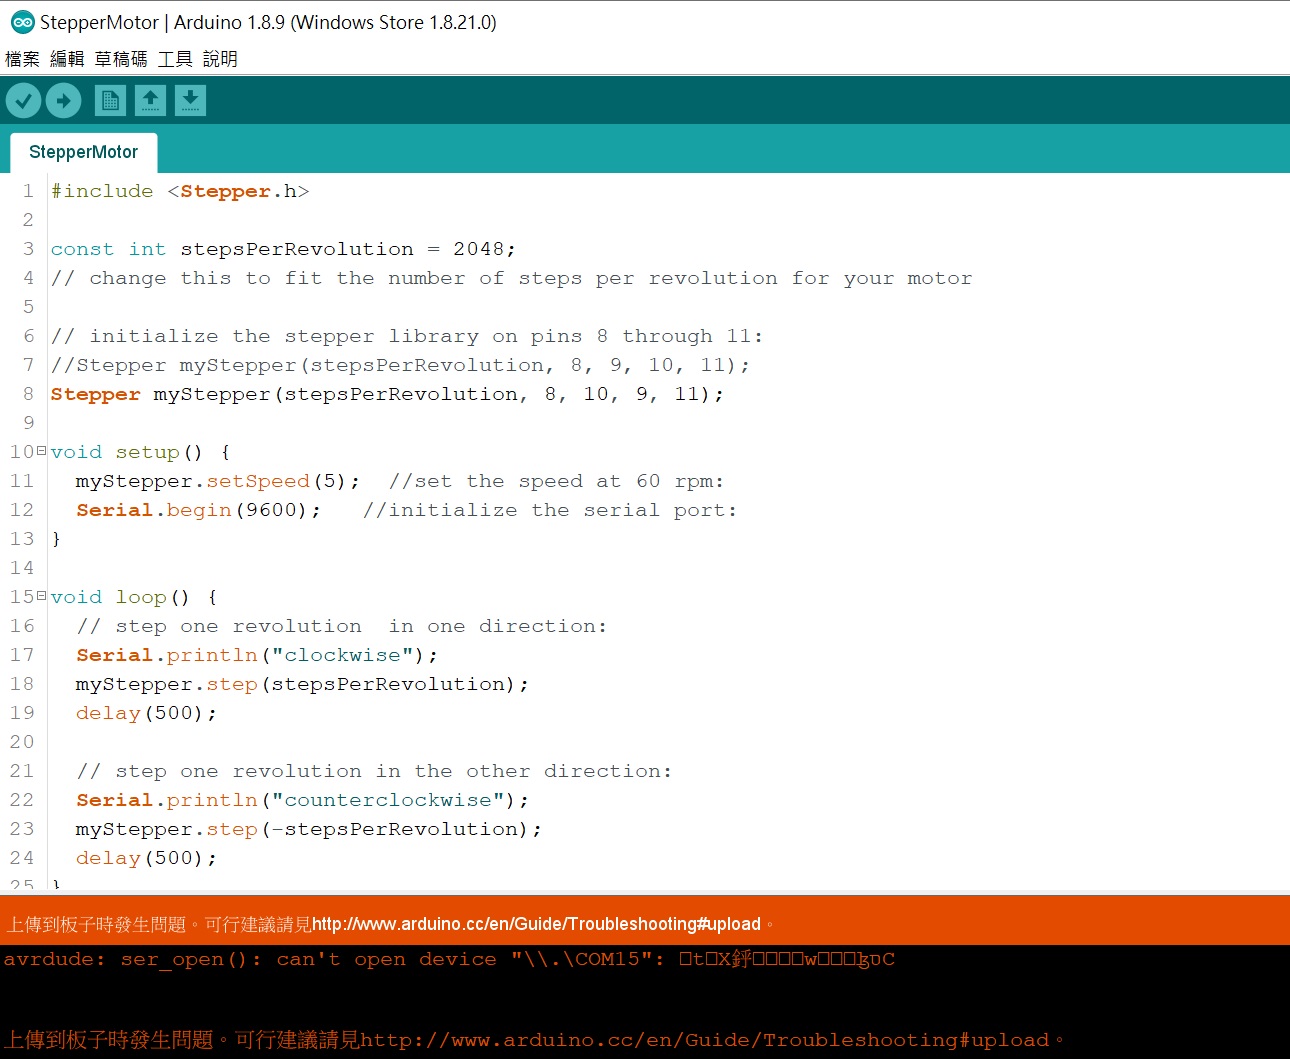 StepperMotor | Arduino 1.8.9 (Windows Store 1.8.21.0)
檔案 編輯 草稿碼 工具 說明
StepperMotor
1 #include <Stepper.h>
2
3 const int stepsPerRevolution = 2048;
4 // change this to fit the number of steps per revolution for your motor
5
6 // initialize the stepper library on pins 8 through 11:
7 //Stepper myStepper(stepsPerRevolution, 8, 9, 10, 11);
8 Stepper myStepper(stepsPerRevolution, 8, 10, 9, 11);
9
10 void setup() {
11 myStepper.setSpeed(5); //set the speed at 60 rpm:
12 Serial.begin(9600); //initialize the serial port:
13 }
14
15 void loop() {
16 // step one revolution  in one direction:
17 Serial.println("clockwise");
18 myStepper.step(stepsPerRevolution);
19 delay(500);
20
21 // step one revolution in the other direction:
22 Serial.println("counterclockwise");
23 myStepper.step(-stepsPerRevolution);
24 delay(500);
25 }
上傳到板子時發生問題。可行建議請見http://www.arduino.cc/en/Guide/Troubleshooting#upload。
avrdude: ser_open(): can't open device "\\.\COM15":
上傳到板子時發生問題。可行建議請見http://www.arduino.cc/en/Guide/Troubleshooting#upload。